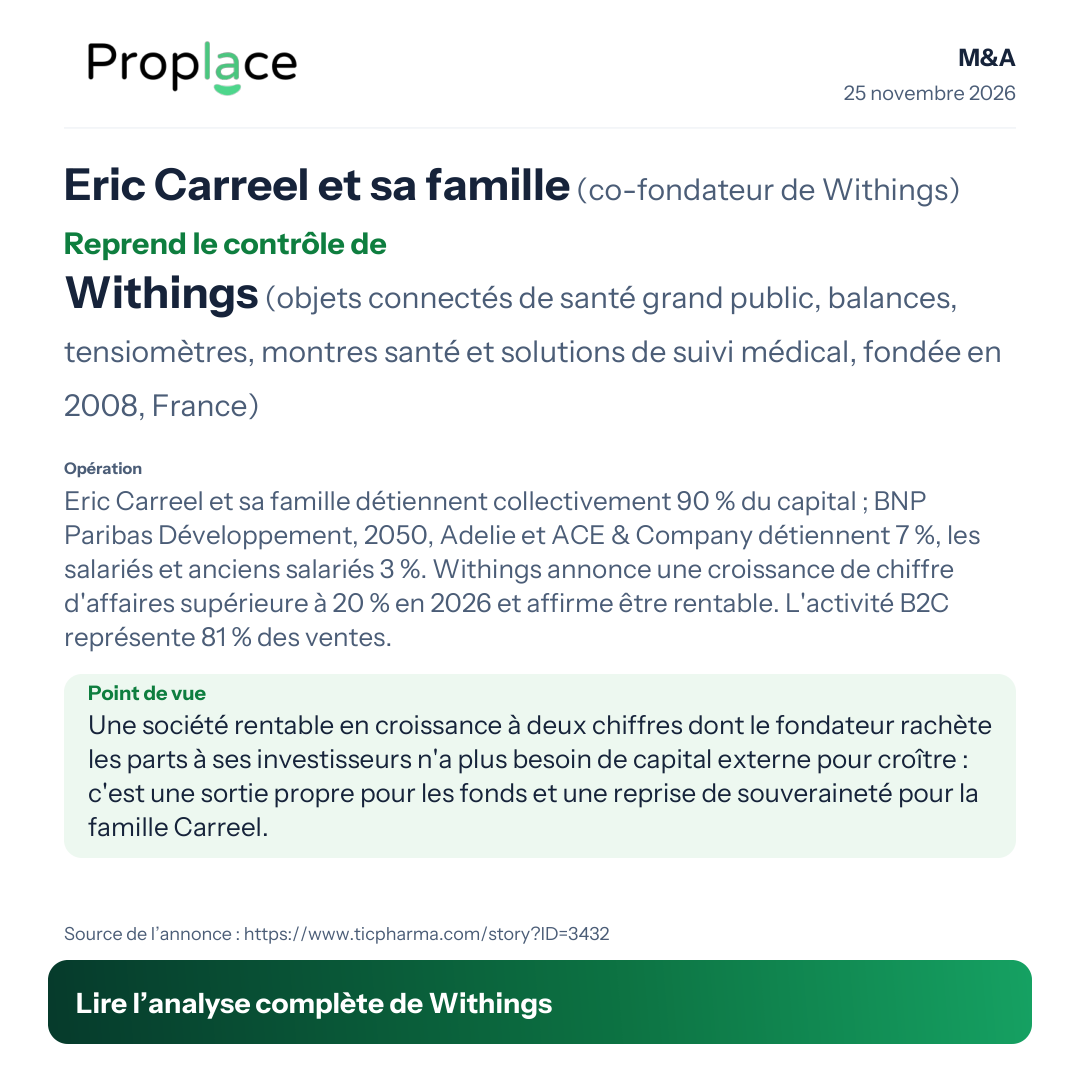 Proplace
M&A
25 novembre 2026
Eric Carreel et sa famille (co-fondateur de Withings)
Reprend le contrôle de
Withings (objets connectés de santé grand public, balances,
tensiomètres, montres santé et solutions de suivi médical, fondée en
2008, France)
Opération
Eric Carreel et sa famille détiennent collectivement 90 % du capital ; BNP
Paribas Développement, 2050, Adelie et ACE & Company détiennent 7 %, les
salariés et anciens salariés 3 %. Withings annonce une croissance de chiffre
d'affaires supérieure à 20 % en 2026 et affirme être rentable. L'activité B2C
représente 81 % des ventes.
Point de vue
Une société rentable en croissance à deux chiffres dont le fondateur rachète
les parts à ses investisseurs n'a plus besoin de capital externe pour croître :
c'est une sortie propre pour les fonds et une reprise de souveraineté pour la
famille Carreel.
Source de l’annonce : https://www.ticpharma.com/story?ID=3432
Lire l’analyse complète de Withings